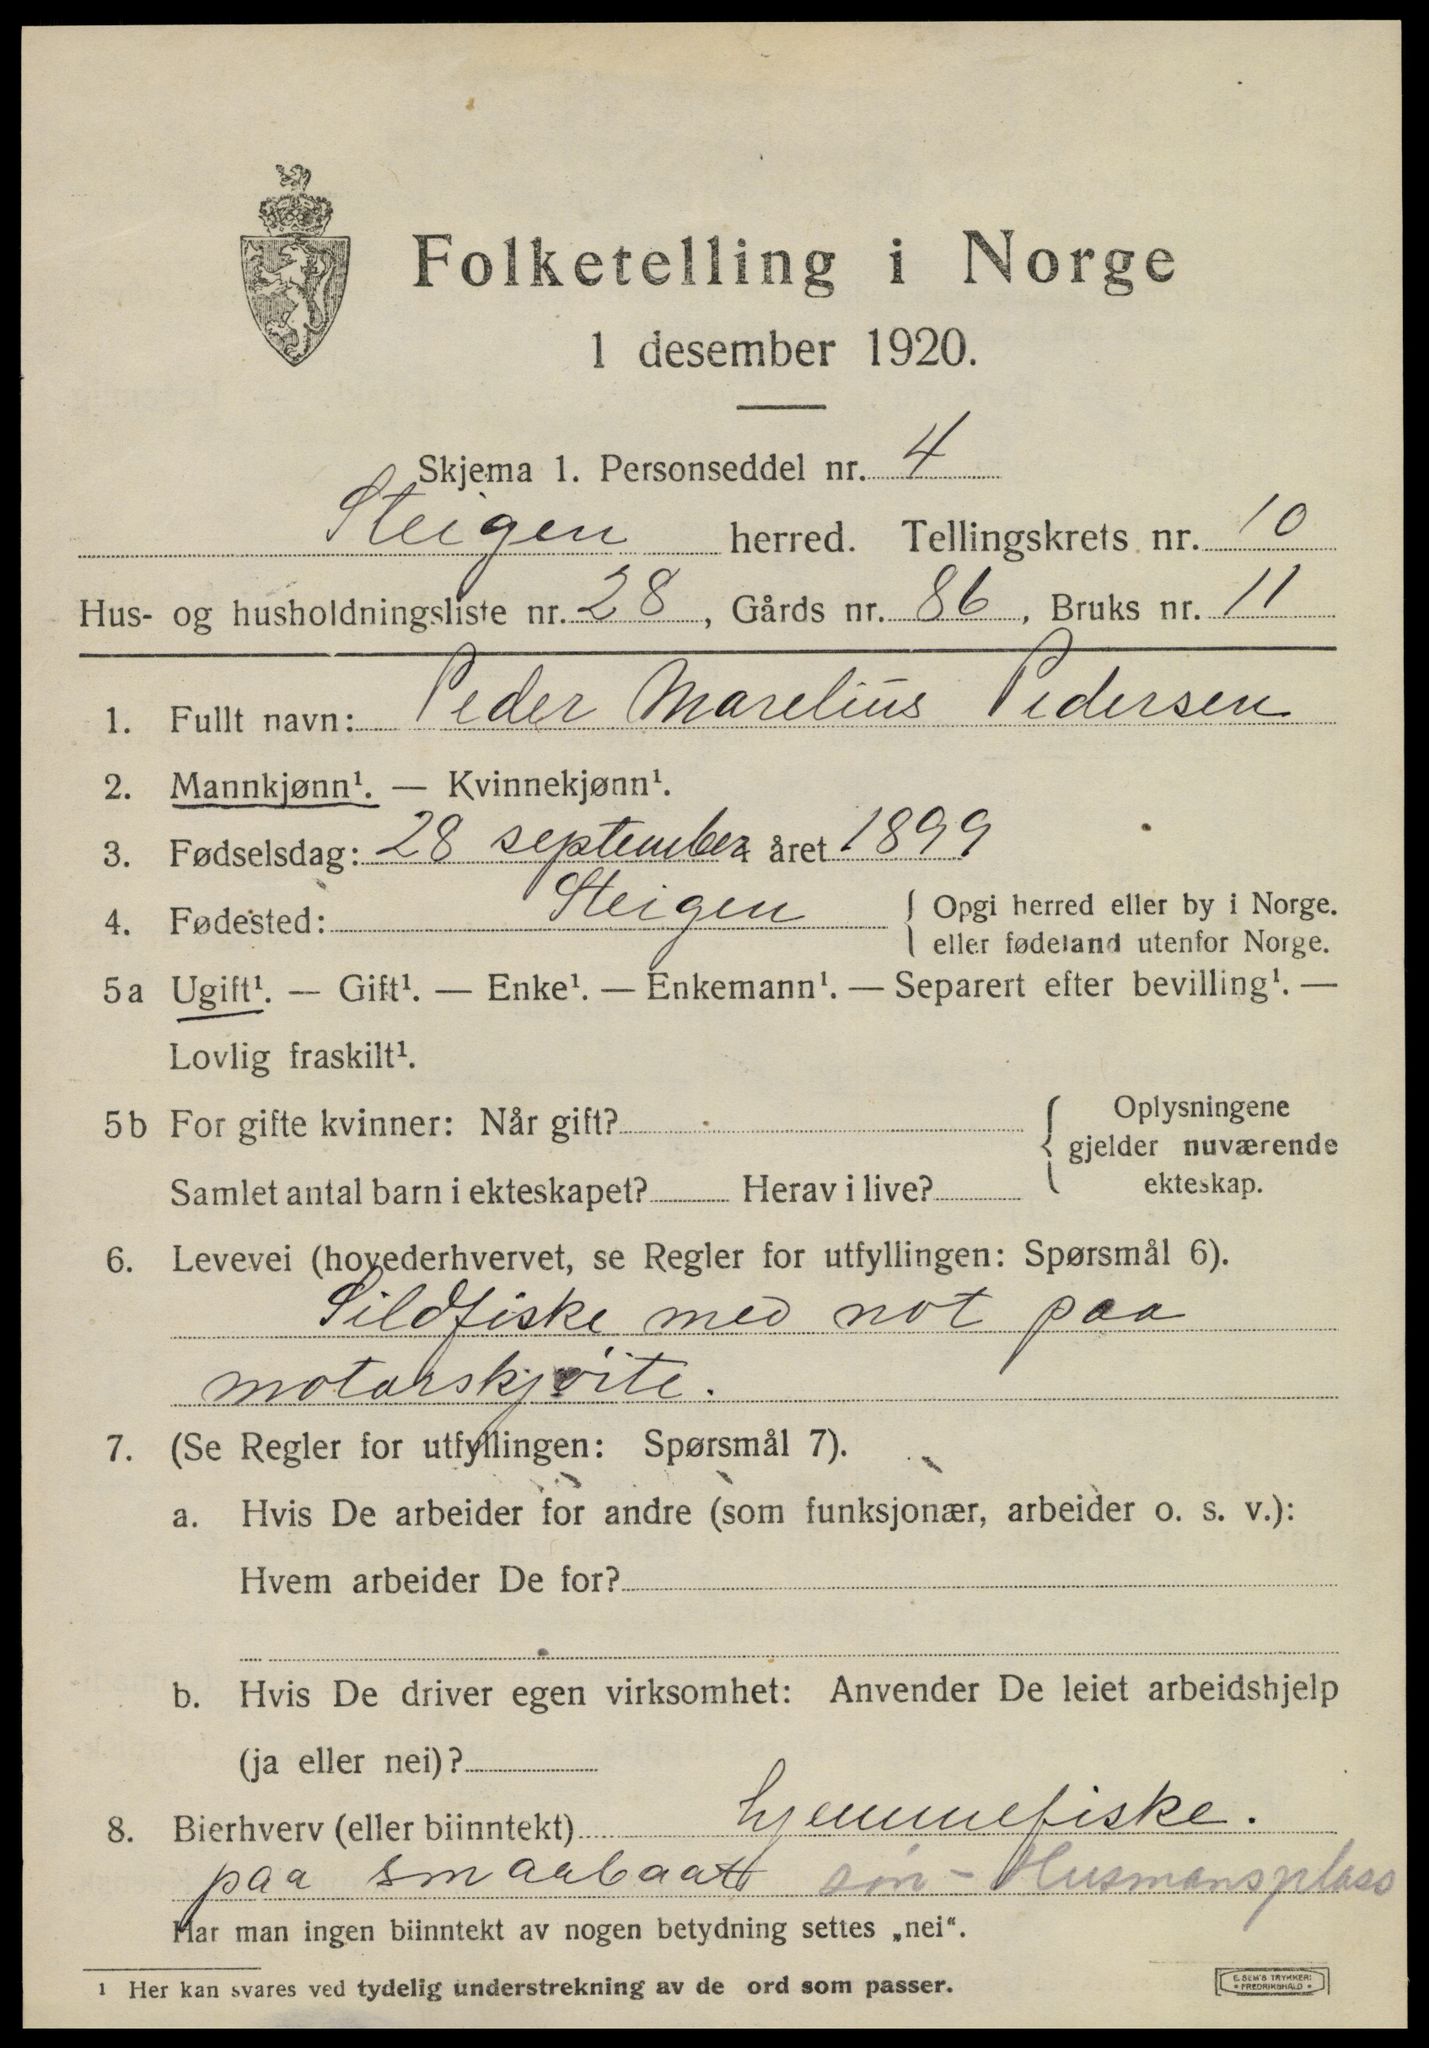 Folketelling i Norge
1 desember 1920.
Skjema 1. Personseddel nr. 4
Steigen herred. Tellingskrets nr. 10
Hus- og husholdningsliste nr. 28, Gårds nr. 86, Bruks nr. 11
1. Fullt navn: Peder Marelius Pedersen
2. Mannkjønn¹. — Kvinnekjønn¹.
3. Fødselsdag: 28 september året 1899
4. Fødested: Steigen { Opgi herred eller by i Norge.
eller fødeland utenfor Norge.
5a Ugift¹. — Gift¹. — Enke¹. — Enkemann¹. — Separert efter bevilling¹. —
Lovlig fraskilt¹.
5b For gifte kvinner: Når gift? { Oplysningene
gjelder nuværende
Samlet antal barn i ekteskapet? Herav i live? ekteskap.
6. Levevei (hovederhvervet, se Regler for utfyllingen: Spørsmål 6).
Sildfiske med not paa
motorskjøite.
7. (Se Regler for utfyllingen: Spørsmål 7).
a. Hvis De arbeider for andre (som funksjonær, arbeider o. s. v.):
Hvem arbeider De for?
b. Hvis De driver egen virksomhet: Anvender De leiet arbeidshjelp
(ja eller nei)?
8. Bierhverv (eller biinntekt) hjemmefiske.
paa smaabaatt søn - Husmansplass
Har man ingen biinntekt av nogen betydning settes „nei“.
¹ Her kan svares ved tydelig understrekning av de ord som passer.
E. SEM'S TRYKKERI
• FREDRIKSHALD •